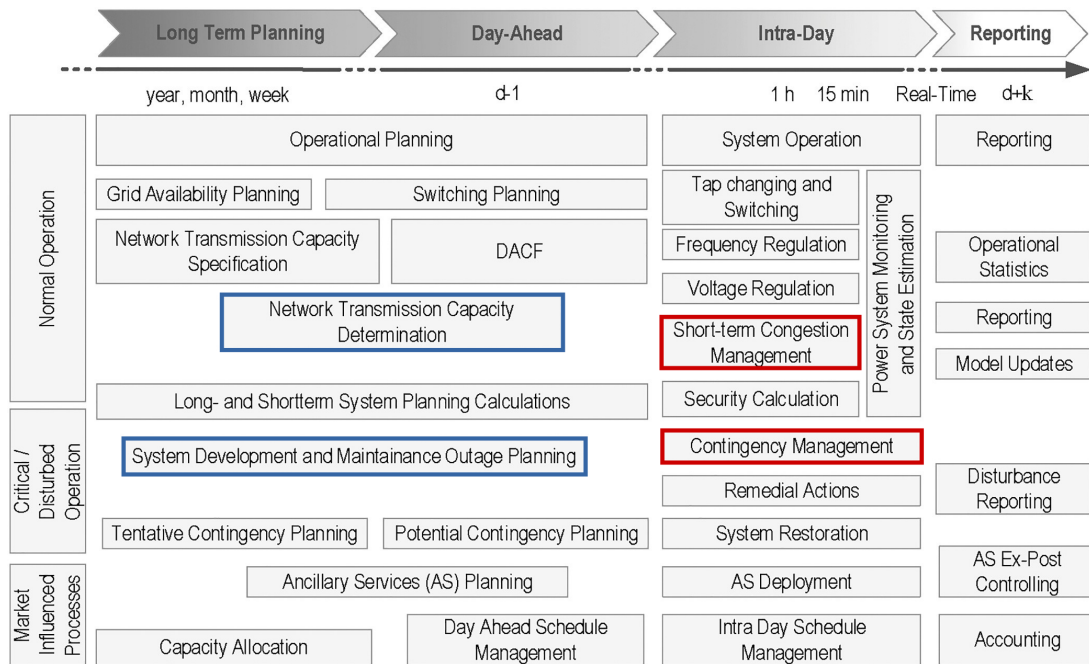 Long Term Planning
Day-Ahead
Intra-Day
Reporting
year, month, week
d-1
1 h
15 min
Real-Time
d+k
Normal Operation
Operational Planning
System Operation
Reporting
Grid Availability Planning
Switching Planning
Tap changing and
Switching
Power System Monitoring
and State Estimation
Network Transmission Capacity
Specification
DACF
Frequency Regulation
Operational
Statistics
Voltage Regulation
Network Transmission Capacity
Determination
Short-term Congestion
Management
Reporting
Model Updates
Long- and Shortterm System Planning Calculations
Security Calculation
Critical /
Disturbed
Operation
System Development and Maintainance Outage Planning
Contingency Management
Remedial Actions
Disturbance
Reporting
Tentative Contingency Planning
Potential Contingency Planning
System Restoration
Market
Influenced
Processes
Ancillary Services (AS) Planning
AS Deployment
AS Ex-Post
Controlling
Capacity Allocation
Day Ahead Schedule
Management
Intra Day Schedule
Management
Accounting